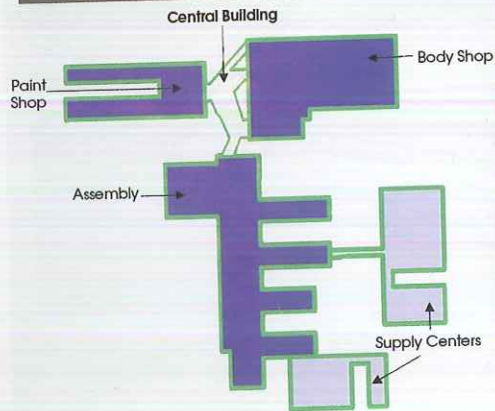 Central Building
Body Shop
Paint
Shop
Assembly
Supply Centers